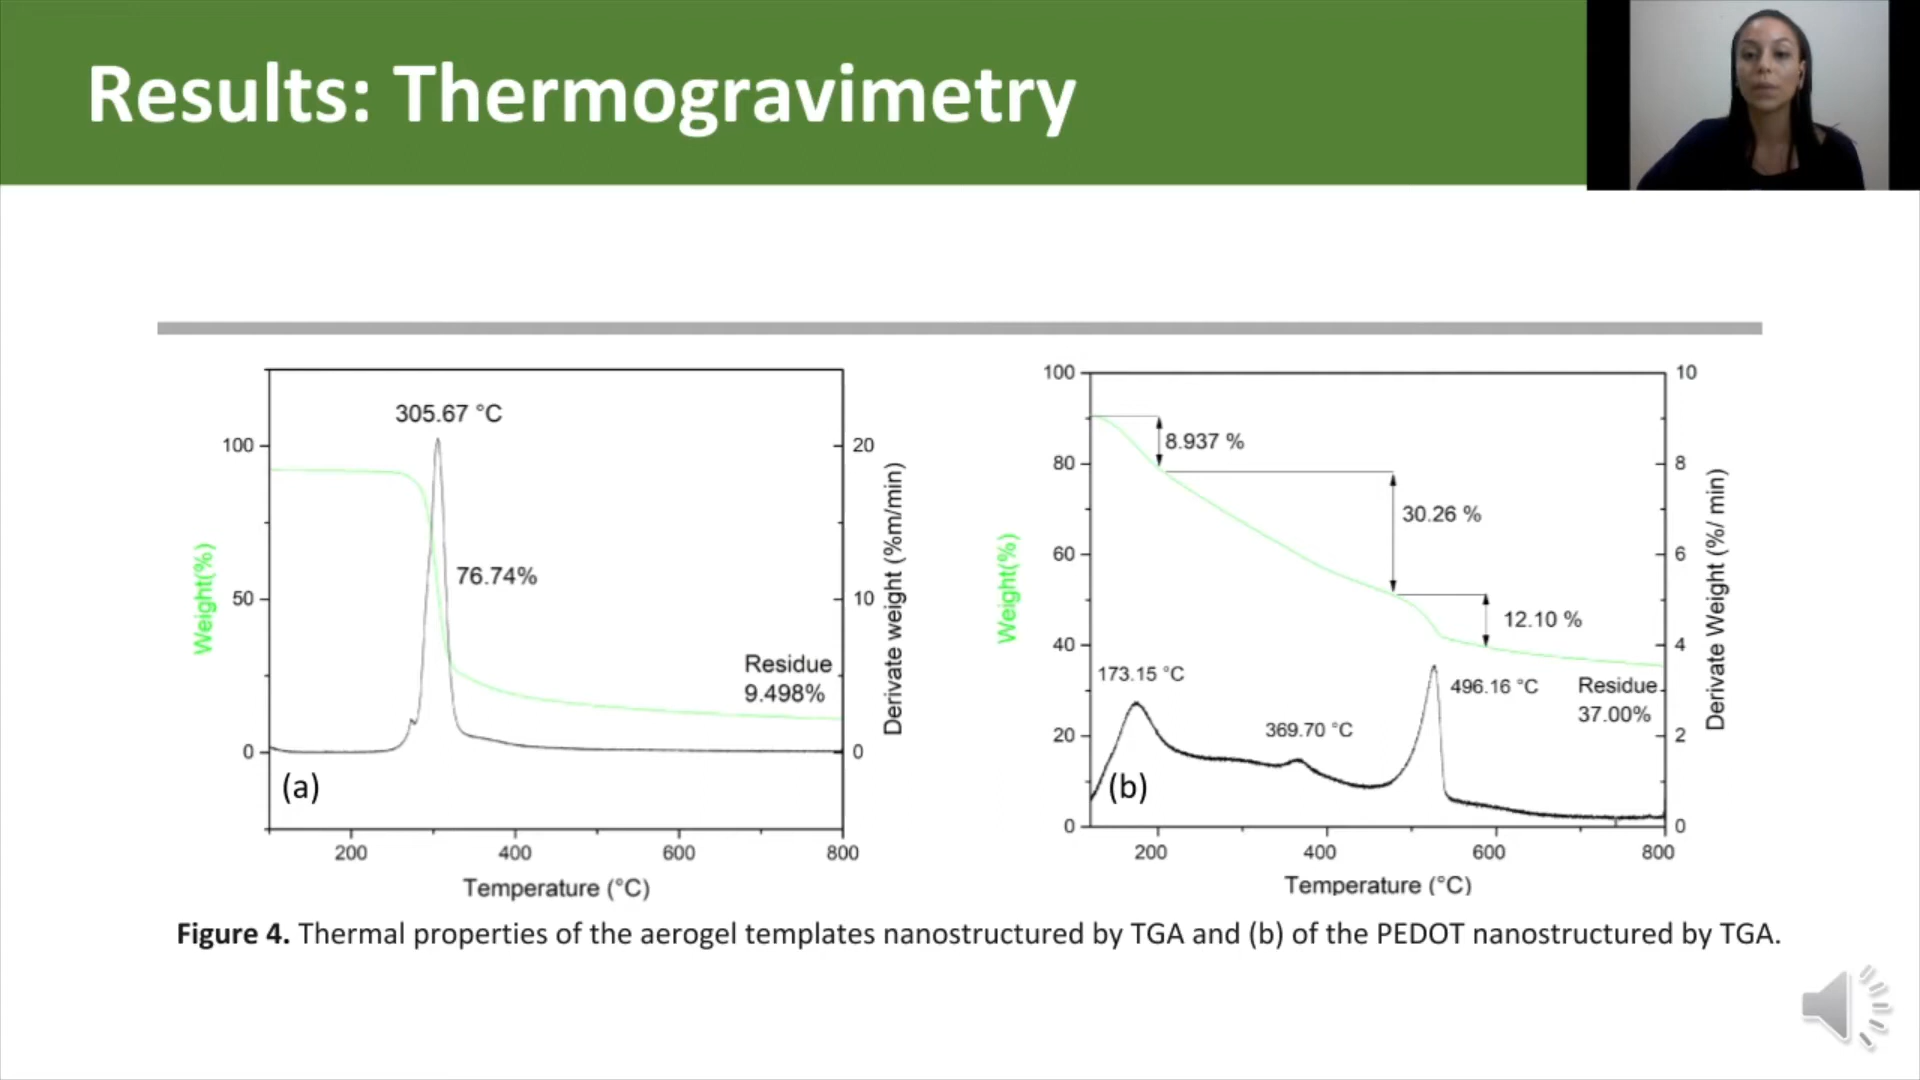 Results: Thermogravimetry
305.67 °C
100
20
76.74%
50
10
Residue
9.498%
0
0
(a)
200
400
600
800
Temperature (°C)
Weight(%)
Derivate weight (%m/min)
100
10
8.937 %
80
8
30.26 %
60
6
12.10 %
40
4
173.15 °C
496.16 °C
Residue
37.00%
369.70 °C
20
2
(b)
0
0
200
400
600
800
Temperature (°C)
Weight(%)
Derivate Weight (%/ min)
Figure 4. Thermal properties of the aerogel templates nanostructured by TGA and (b) of the PEDOT nanostructured by TGA.